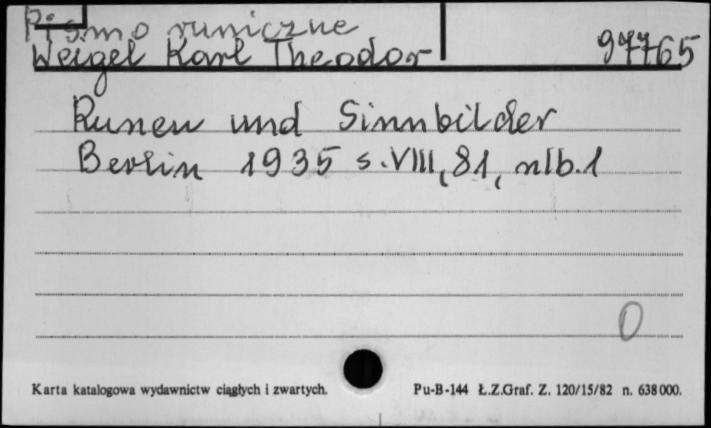 Pismo runiczne
Weigel Karl Theodor 97765
Runen und Sinnbilder
Berlin 1935 s. VIII, 81, nlb. 1
0
Karta katalogowa wydawnictw ciągłych i zwartych. Pu-B-144 Ł.Z.Graf. Z. 120/15/82 n. 638000.